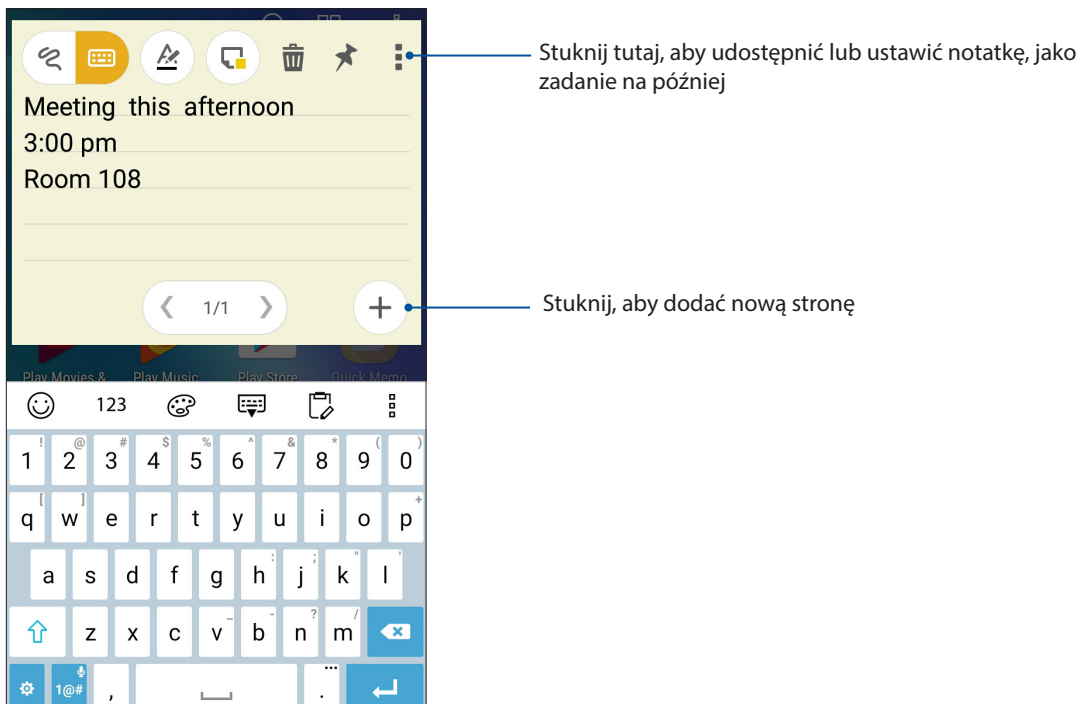 Stuknij tutaj, aby udostępnić lub ustawić notatkę, jako
zadanie na później
Meeting this afternoon
3:00 pm
Room 108
1/1
Stuknij, aby dodać nową stronę
Play Movies & Play Music Play Store Quick Memo
123
! @ # $ % ^ & * ( )
1 2 3 4 5 6 7 8 9 0
[ ] +
q w e r t y u i o p
: ; " '
a s d f g h j k l
_ - ? /
z x c v b n m
1@# , . ...